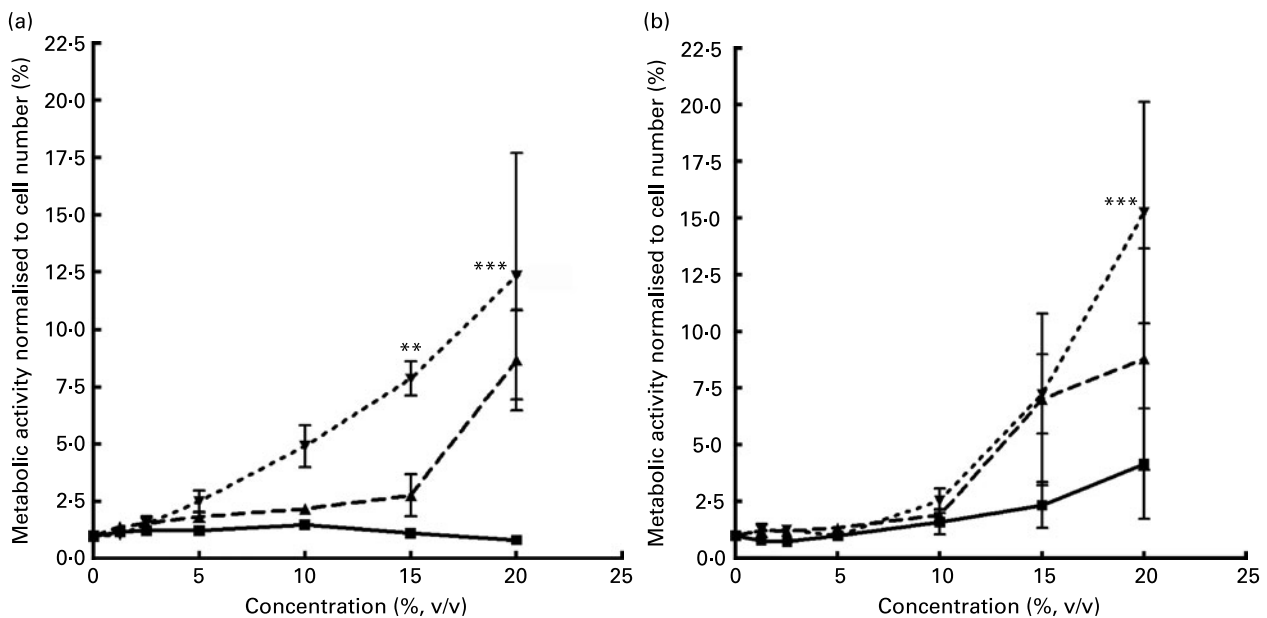 (a)
Metabolic activity normalised to cell number (%)
22·5
20·0
17·5
15·0
12·5
10·0
7·5
5·0
2·5
0·0
***
**
0 5 10 15 20 25
Concentration (%, v/v)
(b)
Metabolic activity normalised to cell number (%)
22·5
20·0
17·5
15·0
12·5
10·0
7·5
5·0
2·5
0·0
***
0 5 10 15 20 25
Concentration (%, v/v)